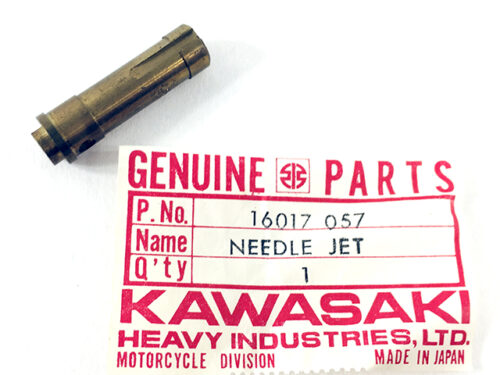 GENUINE PARTS
P. No. 16017 057
Name NEEDLE JET
Q'ty 1
KAWASAKI
HEAVY INDUSTRIES, LTD.
MOTORCYCLE DIVISION MADE IN JAPAN